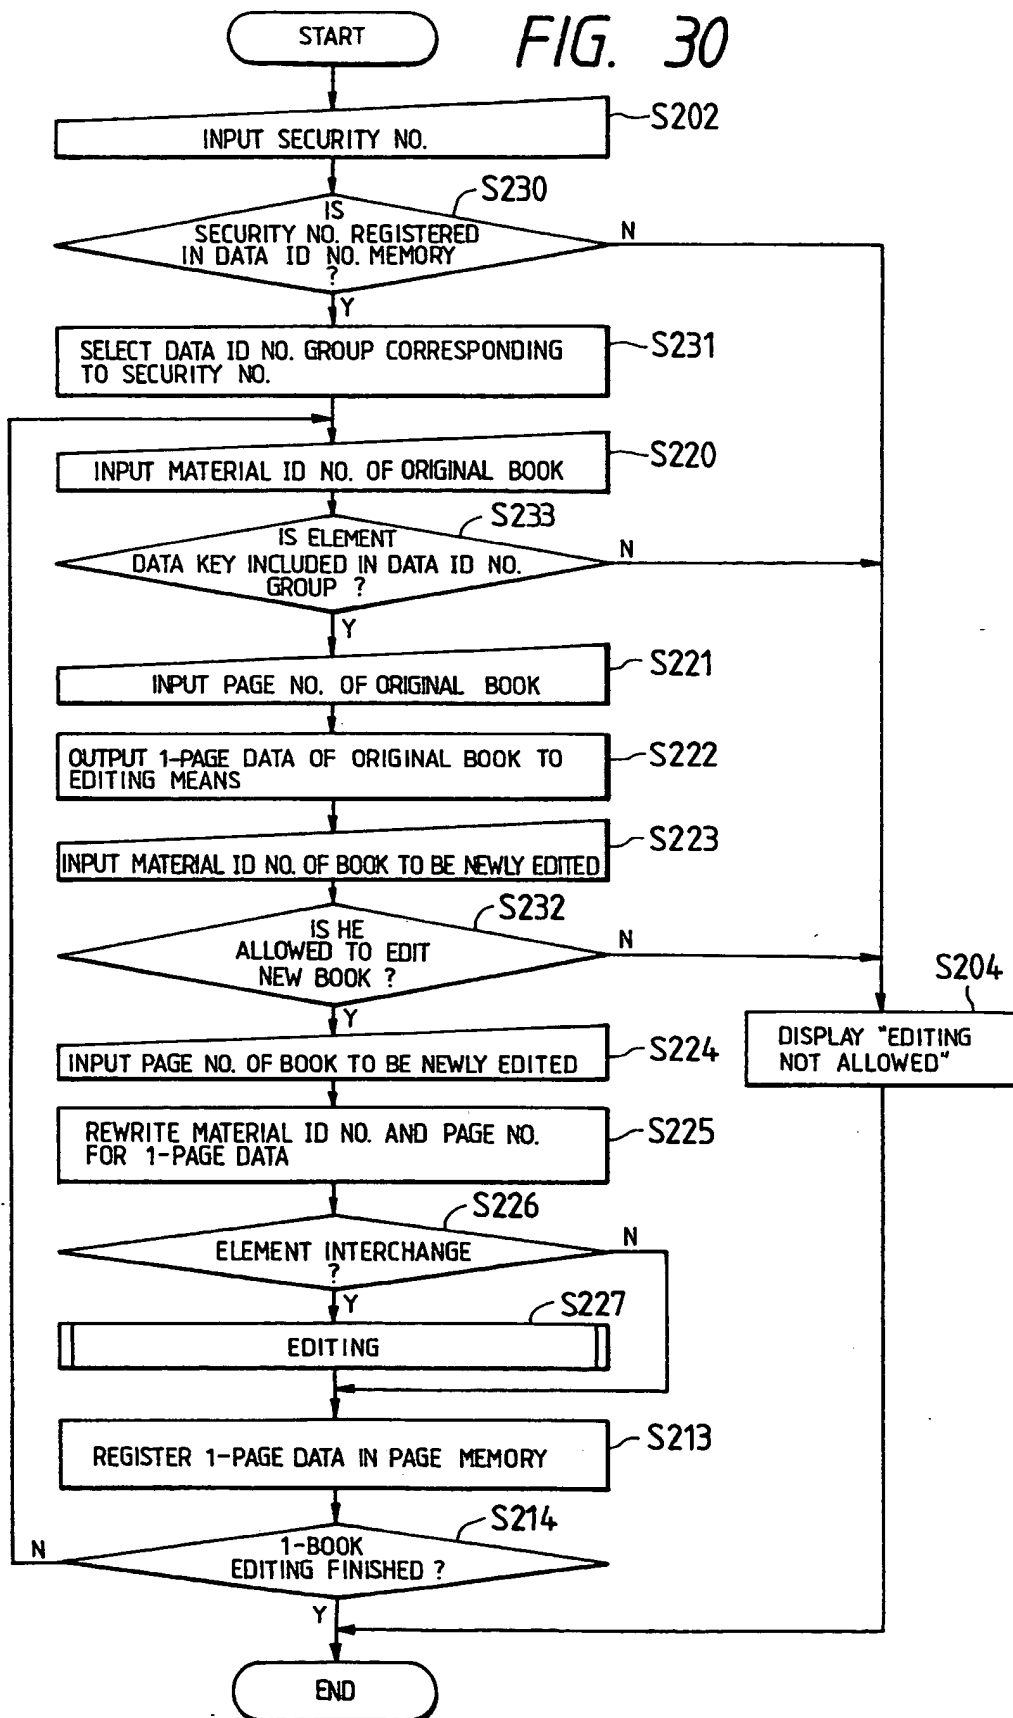 START
FIG. 30
INPUT SECURITY NO.
S202
S230
IS
SECURITY NO. REGISTERED
IN DATA ID NO. MEMORY
?
N
Y
SELECT DATA ID NO. GROUP CORRESPONDING
TO SECURITY NO.
S231
INPUT MATERIAL ID NO. OF ORIGINAL BOOK
S220
S233
IS ELEMENT
DATA KEY INCLUDED IN DATA ID NO.
GROUP ?
N
Y
INPUT PAGE NO. OF ORIGINAL BOOK
S221
OUTPUT 1-PAGE DATA OF ORIGINAL BOOK TO
EDITING MEANS
S222
INPUT MATERIAL ID NO. OF BOOK TO BE NEWLY EDITED
S223
S232
IS HE
ALLOWED TO EDIT
NEW BOOK ?
N
Y
S204
DISPLAY "EDITING
NOT ALLOWED"
INPUT PAGE NO. OF BOOK TO BE NEWLY EDITED
S224
REWRITE MATERIAL ID NO. AND PAGE NO.
FOR 1-PAGE DATA
S225
S226
ELEMENT INTERCHANGE
?
N
Y
S227
EDITING
REGISTER 1-PAGE DATA IN PAGE MEMORY
S213
S214
1-BOOK
EDITING FINISHED ?
N
Y
END